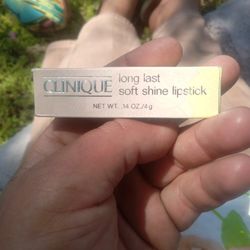 CLINIQUE
long last
soft shine lipstick
NET WT. .14 OZ./4g